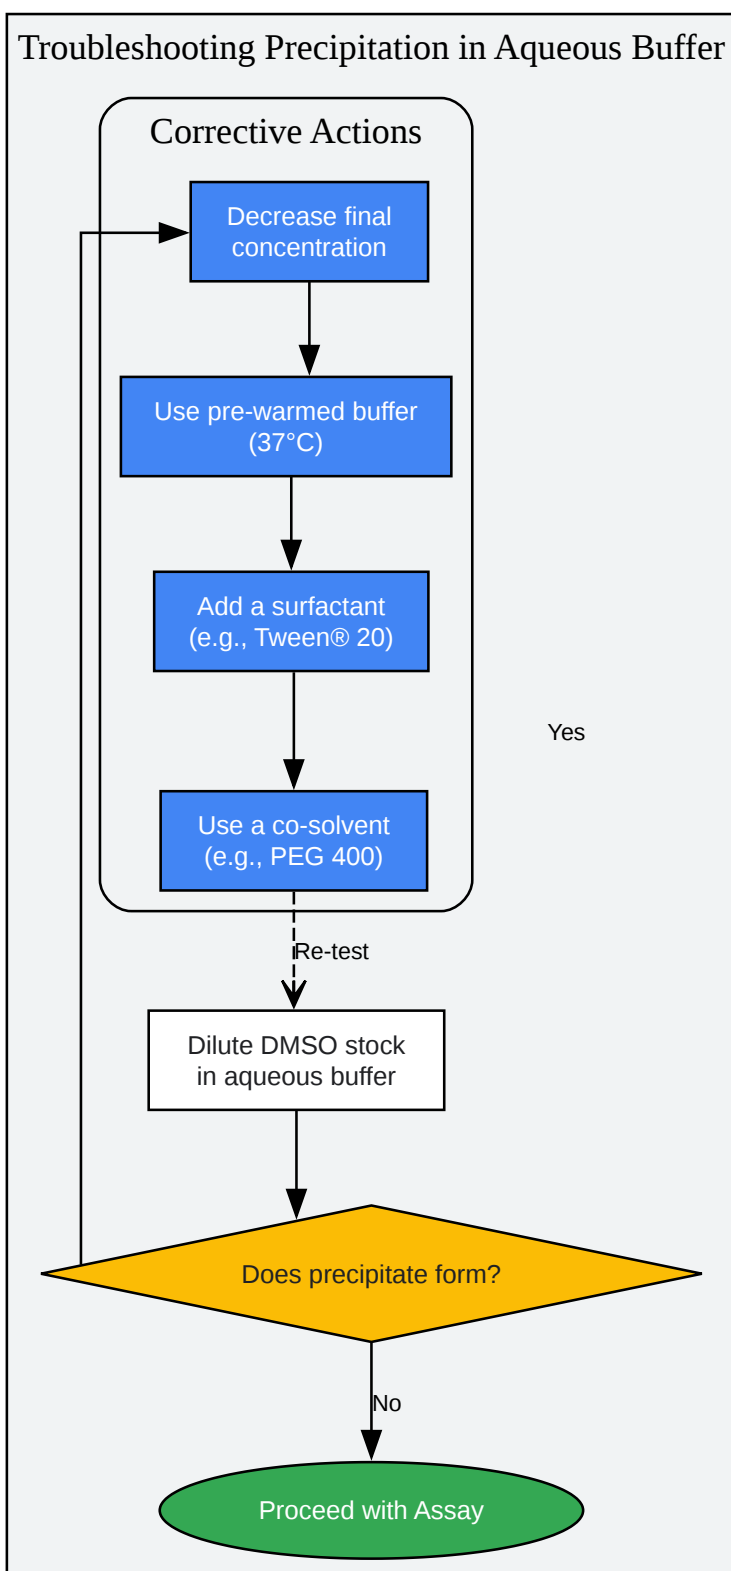 Troubleshooting Precipitation in Aqueous Buffer
Corrective Actions
Decrease final
concentration
Use pre-warmed buffer
(37°C)
Add a surfactant
(e.g., Tween® 20)
Yes
Use a co-solvent
(e.g., PEG 400)
Re-test
Dilute DMSO stock
in aqueous buffer
Does precipitate form?
No
Proceed with Assay